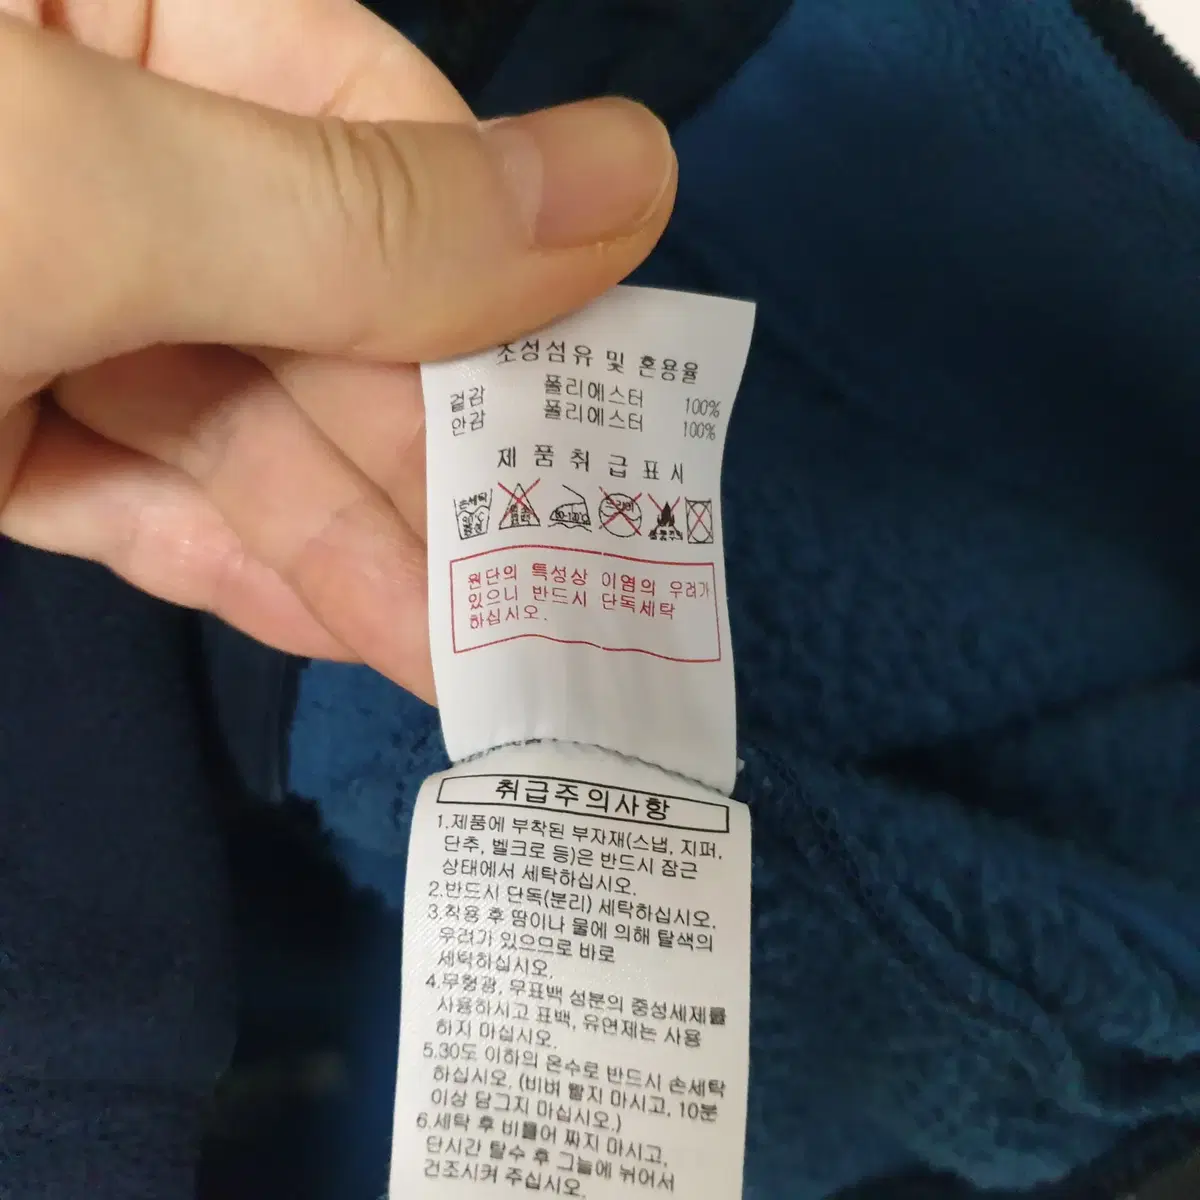 조성섬유 및 혼용율
겉감 폴리에스터 100%
안감 폴리에스터 100%
제 품 취 급 표 시
손세탁 80-120℃ 드라이
원단의 특성상 이염의 우려가
있으니 반드시 단독세탁
하십시오.
취급주의사항
1.제품에 부착된 부자재(스냅, 지퍼,
단추, 벨크로 등)은 반드시 잠근
상태에서 세탁하십시오.
2.반드시 단독(분리) 세탁하십시오.
3.착용 후 땀이나 물에 의해 탈색의
우려가 있으므로 바로
세탁하십시오.
4.무형광, 무표백 성분의 중성세제를
사용하시고 표백, 유연제는 사용
하지 마십시오.
5.30도 이하의 온수로 반드시 손세탁
하십시오. (비벼 빨지 마시고, 10분
이상 담그지 마십시오.)
6.세탁 후 비틀어 짜지 마시고,
단시간 탈수 후 그늘에 뉘어서
건조시켜 주십시오.